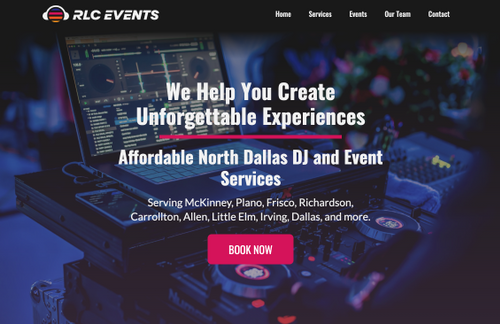 RLC EVENTS
Home Services Events Our Team Contact
We Help You Create
Unforgettable Experiences
Affordable North Dallas DJ and Event
Services
Serving McKinney, Plano, Frisco, Richardson,
Carrollton, Allen, Little Elm, Irving, Dallas, and more.
BOOK NOW